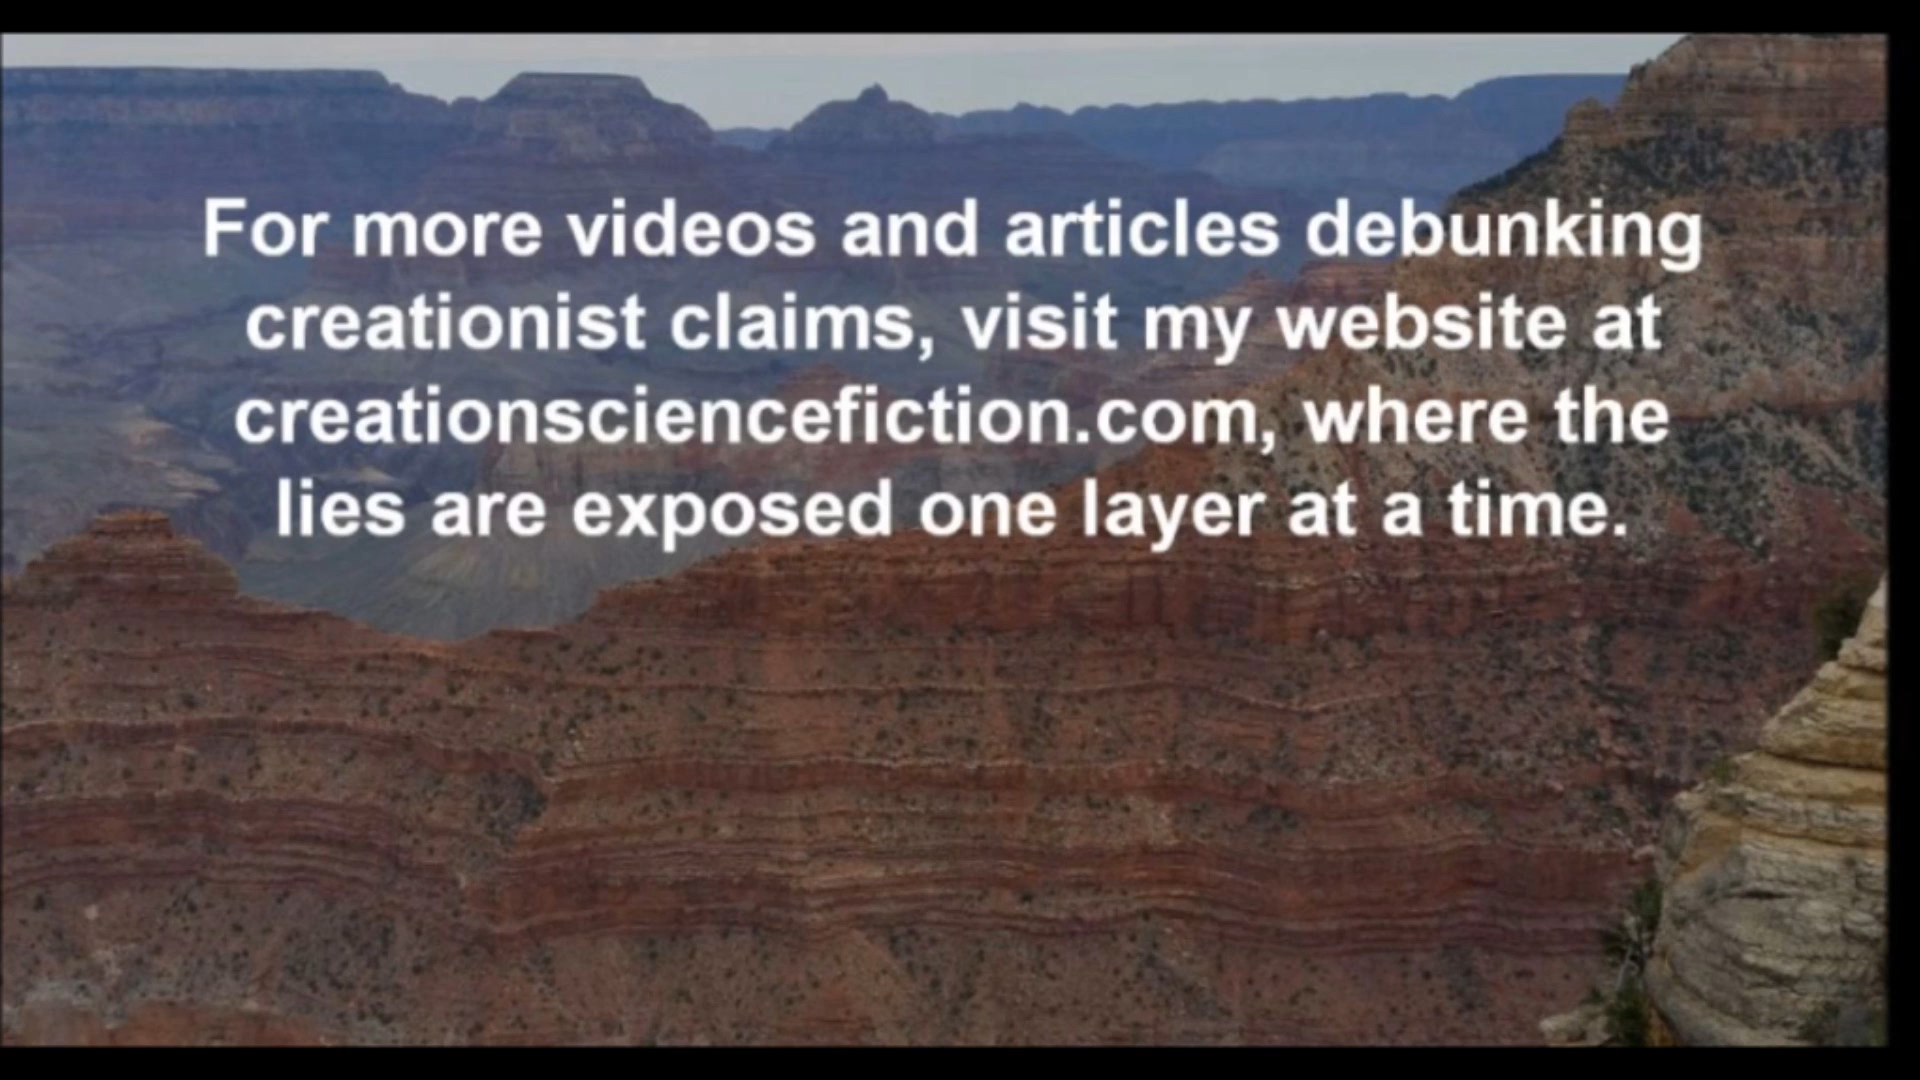 For more videos and articles debunking
creationist claims, visit my website at
creationsciencefiction.com, where the
lies are exposed one layer at a time.